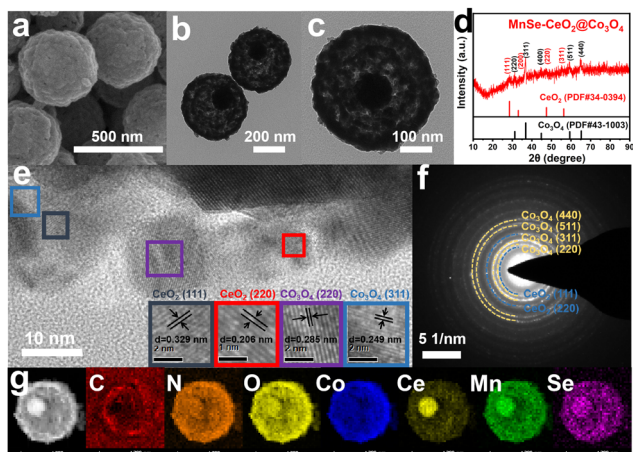 a
500 nm
b
200 nm
c
100 nm
d
MnSe-CeO2@Co3O4
Intensity (a.u.)
(111)
(220)
(200)
(311)
(400)
(220)
(311)
(511)
(440)
CeO2 (PDF#34-0394)
Co3O4 (PDF#43-1003)
10 20 30 40 50 60 70 80 90
2θ (degree)
e
10 nm
CeO2 (111)
CeO2 (220)
CO3O4 (220)
Co3O4 (311)
d=0.329 nm
d=0.206 nm
d=0.285 nm
d=0.249 nm
2 nm
1 nm
2 nm
2 nm
f
Co3O4 (440)
Co3O4 (511)
Co3O4 (311)
Co3O4 (220)
CeO2 (111)
CeO2 (220)
5 1/nm
g
C
N
O
Co
Ce
Mn
Se